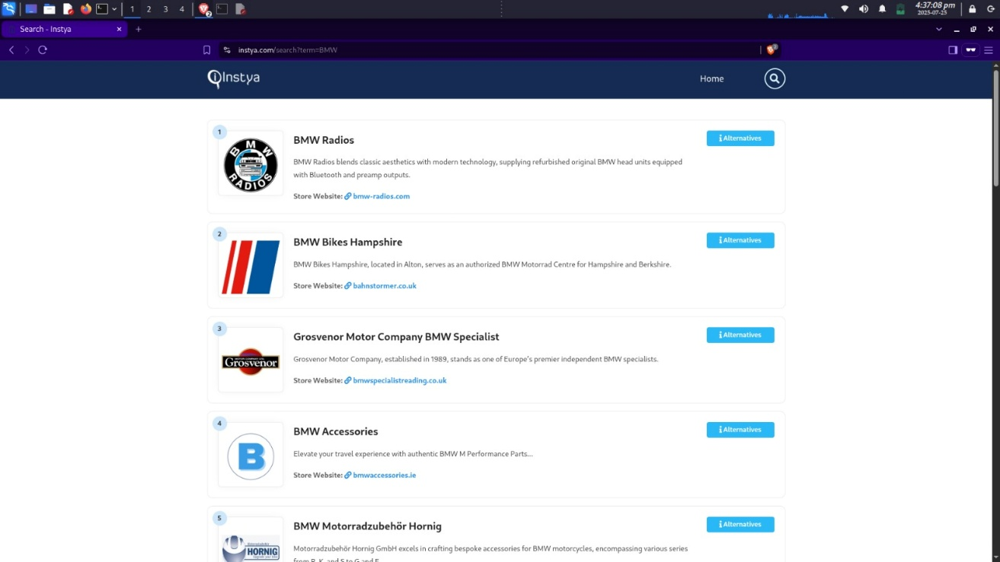 1 2 3 4 2 4:37:08 pm
2025-07-25
Search - Instya
instya.com/search?term=BMW 2
Instya Home
1
BMW Radios
Alternatives
BMW Radios blends classic aesthetics with modern technology, supplying refurbished original BMW head units equipped
with Bluetooth and preamp outputs.
Store Website: bmw-radios.com
BMW
RADIOS
2
BMW Bikes Hampshire
Alternatives
BMW Bikes Hampshire, located in Alton, serves as an authorized BMW Motorrad Centre for Hampshire and Berkshire.
Store Website: bahnstormer.co.uk
3
Grosvenor Motor Company BMW Specialist
Alternatives
Grosvenor Motor Company, established in 1989, stands as one of Europe's premier independent BMW specialists.
Store Website: bmwspecialistreading.co.uk
MOTOR COMPANY LTD.
Grosvenor
4
BMW Accessories
Alternatives
Elevate your travel experience with authentic BMW M Performance Parts...
Store Website: bmwaccessories.ie
B
5
BMW Motorradzubehör Hornig
Alternatives
Motorradzubehör Hornig GmbH excels in crafting bespoke accessories for BMW motorcycles, encompassing various series
from R, K, and S to G and F.
Motorradzubehör
HORNIG